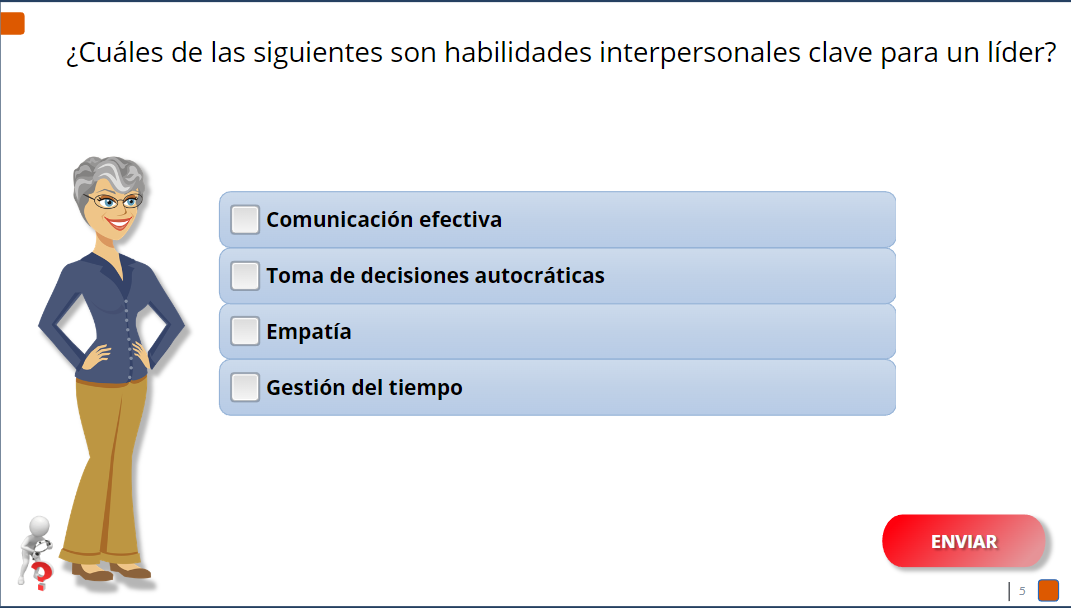 ¿Cuáles de las siguientes son habilidades interpersonales clave para un líder?
Comunicación efectiva
Toma de decisiones autocráticas
Empatía
Gestión del tiempo
?
ENVIAR
5